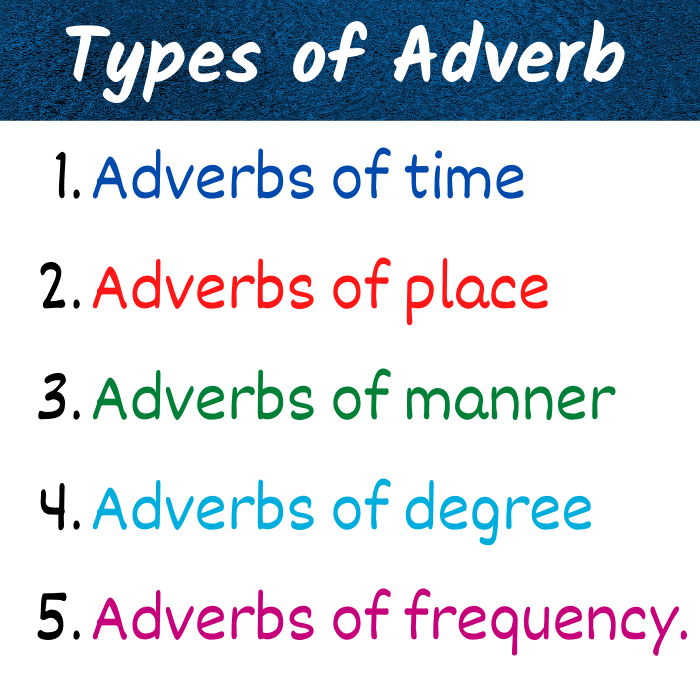 Types of Adverb
1. Adverbs of time
2. Adverbs of place
3. Adverbs of manner
4. Adverbs of degree
5. Adverbs of frequency.